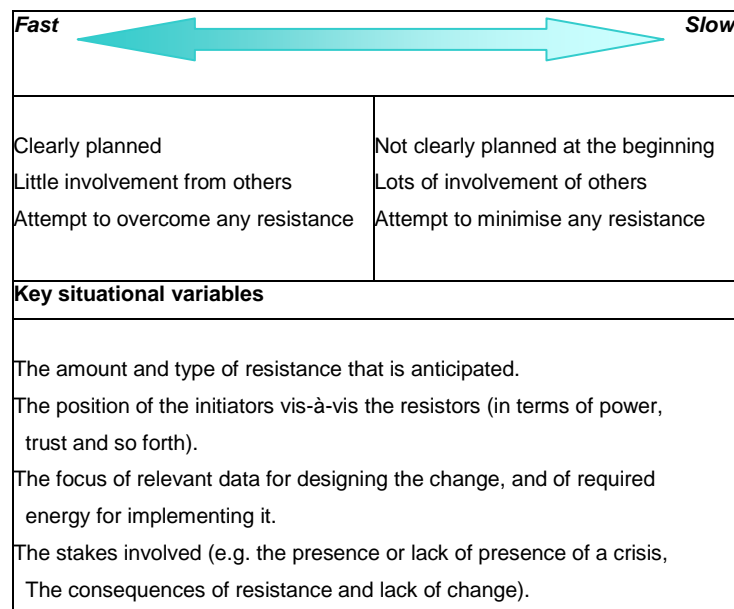 Fast Slow
Clearly planned
Little involvement from others
Attempt to overcome any resistance
Not clearly planned at the beginning
Lots of involvement of others
Attempt to minimise any resistance
Key situational variables
The amount and type of resistance that is anticipated.
The position of the initiators vis-à-vis the resistors (in terms of power,
trust and so forth).
The focus of relevant data for designing the change, and of required
energy for implementing it.
The stakes involved (e.g. the presence or lack of presence of a crisis,
The consequences of resistance and lack of change).